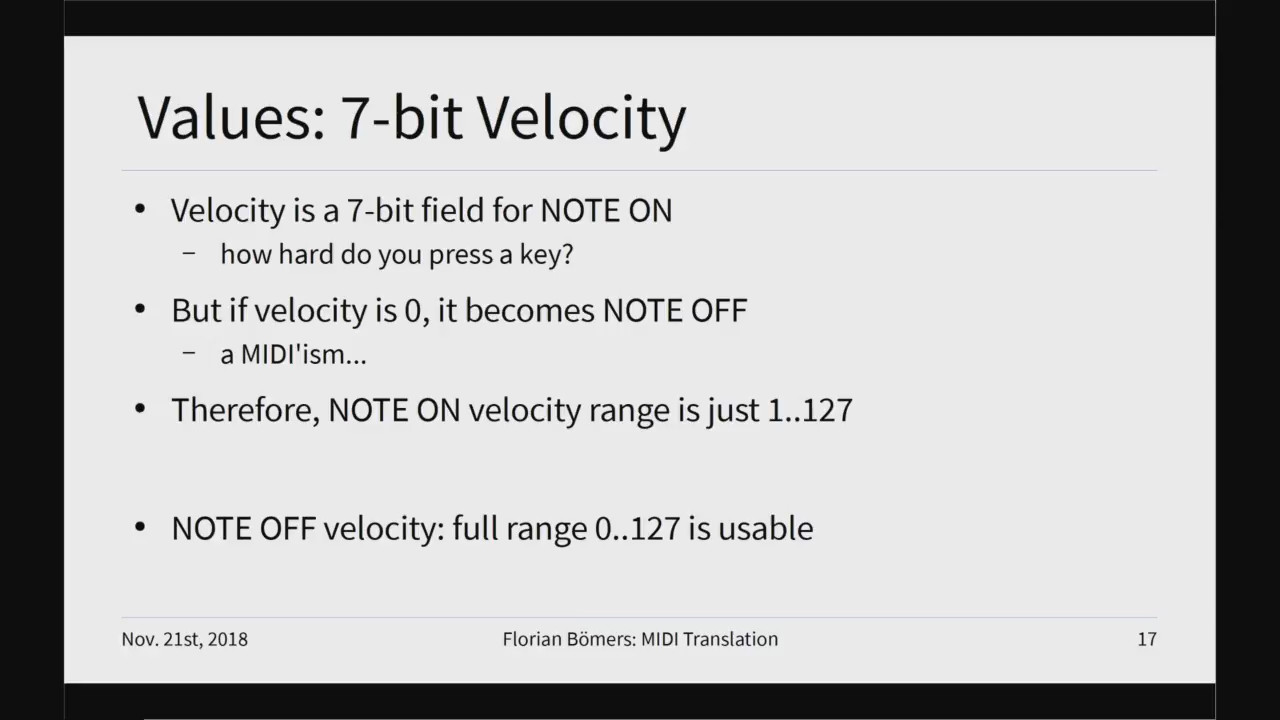 Values: 7-bit Velocity
• Velocity is a 7-bit field for NOTE ON
– how hard do you press a key?
• But if velocity is 0, it becomes NOTE OFF
– a MIDI'ism...
• Therefore, NOTE ON velocity range is just 1..127
• NOTE OFF velocity: full range 0..127 is usable
Nov. 21st, 2018 Florian Bömers: MIDI Translation 17